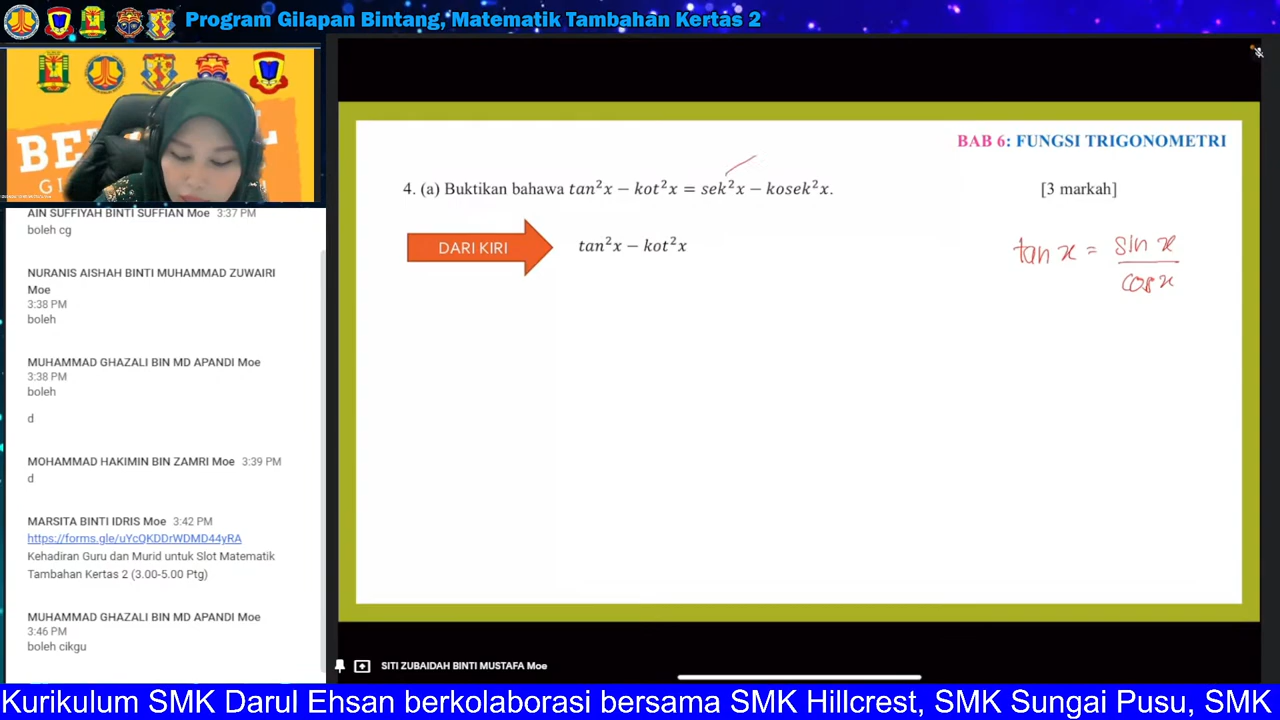 Program Gilapan Bintang, Matematik Tambahan Kertas 2
AIN SUFFIYAH BINTI SUFFIAN Moe 3:37 PM
boleh cg
NURANIS AISHAH BINTI MUHAMMAD ZUWAIRI
Moe
3:38 PM
boleh
MUHAMMAD GHAZALI BIN MD APANDI Moe
3:38 PM
boleh
d
MOHAMMAD HAKIMIN BIN ZAMRI Moe 3:39 PM
d
MARSITA BINTI IDRIS Moe 3:42 PM
https://forms.gle/uYcQKDDrWDMD44yRA
Kehadiran Guru dan Murid untuk Slot Matematik
Tambahan Kertas 2 (3.00-5.00 Ptg)
MUHAMMAD GHAZALI BIN MD APANDI Moe
3:46 PM
boleh cikgu
BAB 6: FUNGSI TRIGONOMETRI
4. (a) Buktikan bahawa tan²x − kot²x = sek²x − kosek²x. [3 markah]
DARI KIRI
tan²x − kot²x
tan x = sin x
cos x
SITI ZUBAIDAH BINTI MUSTAFA Moe
Kurikulum SMK Darul Ehsan berkolaborasi bersama SMK Hillcrest, SMK Sungai Pusu, SMK